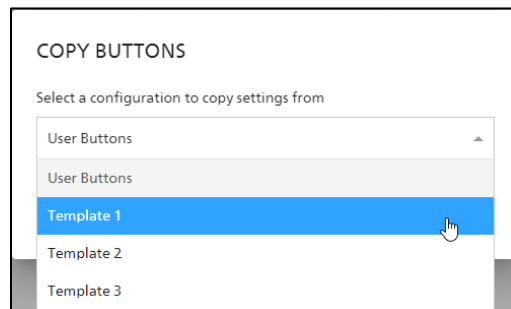 COPY BUTTONS
Select a configuration to copy settings from
User Buttons
User Buttons
Template 1
Template 2
Template 3